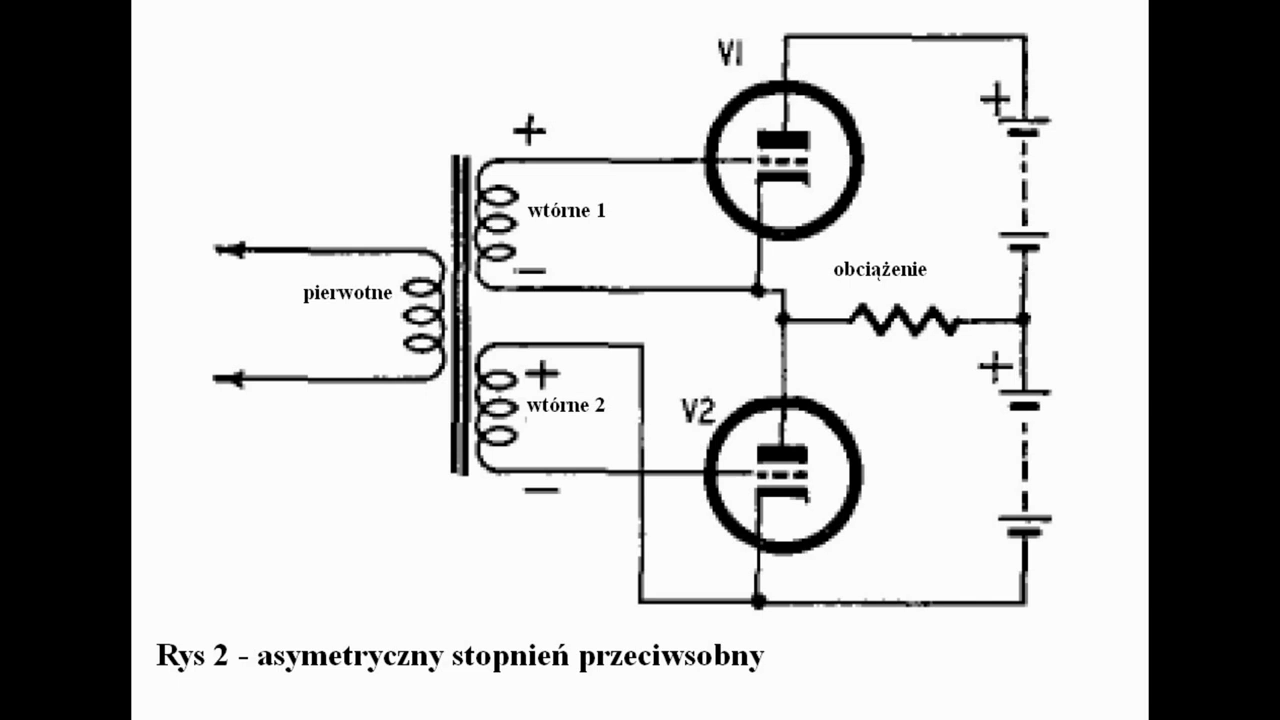 V1
+
+
wtórne 1
obciążenie
−
pierwotne
+
+
wtórne 2
V2
−
Rys 2 - asymetryczny stopnień przeciwsobny